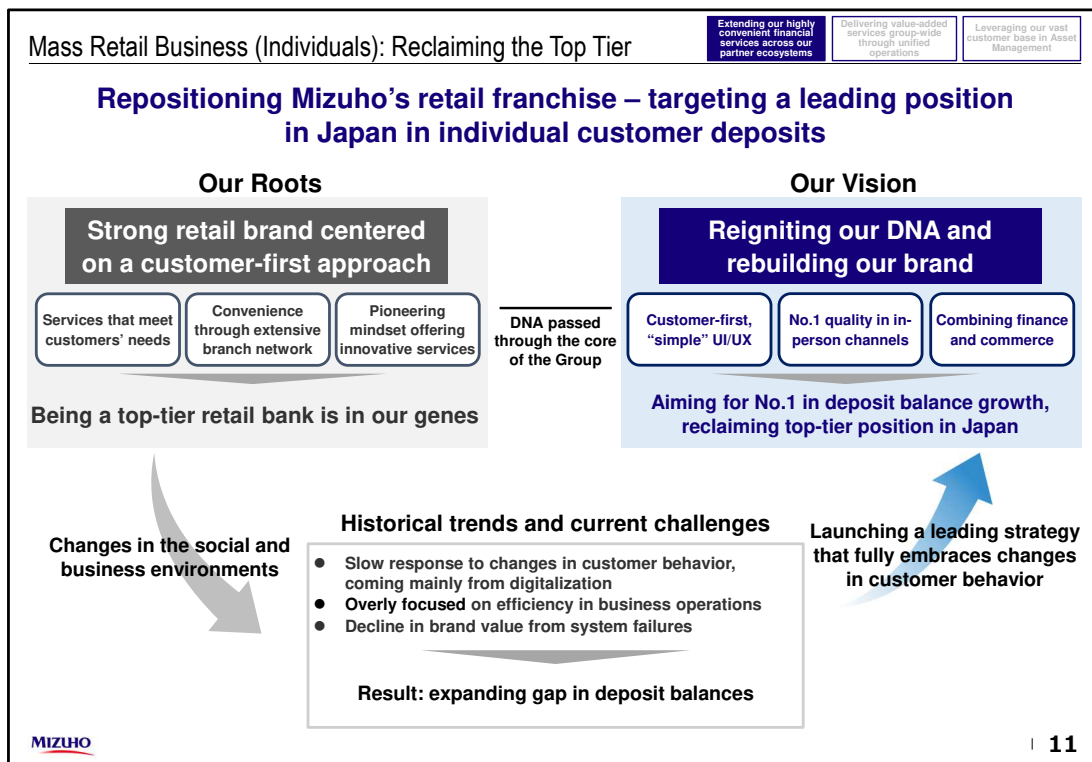 Mass Retail Business (Individuals): Reclaiming the Top Tier
Extending our highly
convenient financial
services across our
partner ecosystems
Delivering value-added
services group-wide
through unified
operations
Leveraging our vast
customer base in Asset
Management
Repositioning Mizuho's retail franchise – targeting a leading position
in Japan in individual customer deposits
Our Roots
Strong retail brand centered
on a customer-first approach
Services that meet
customers' needs
Convenience
through extensive
branch network
Pioneering
mindset offering
innovative services
Being a top-tier retail bank is in our genes
DNA passed
through the core
of the Group
Our Vision
Reigniting our DNA and
rebuilding our brand
Customer-first,
“simple” UI/UX
No.1 quality in in-
person channels
Combining finance
and commerce
Aiming for No.1 in deposit balance growth,
reclaiming top-tier position in Japan
Changes in the social and
business environments
Historical trends and current challenges
● Slow response to changes in customer behavior,
coming mainly from digitalization
● Overly focused on efficiency in business operations
● Decline in brand value from system failures
Result: expanding gap in deposit balances
Launching a leading strategy
that fully embraces changes
in customer behavior
MIZUHO
| 11